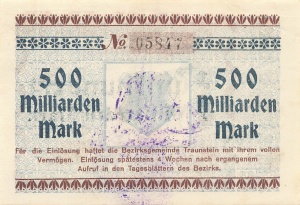 No. 05847
500 500
Milliarden Milliarden
Mark Mark
Für die Einlösung haftet die Bezirksgemeinde Traunstein mit ihrem vollen
Vermögen. Einlösung spätestens 4 Wochen nach ergangenem
Aufruf in den Tagesblättern des Bezirks.